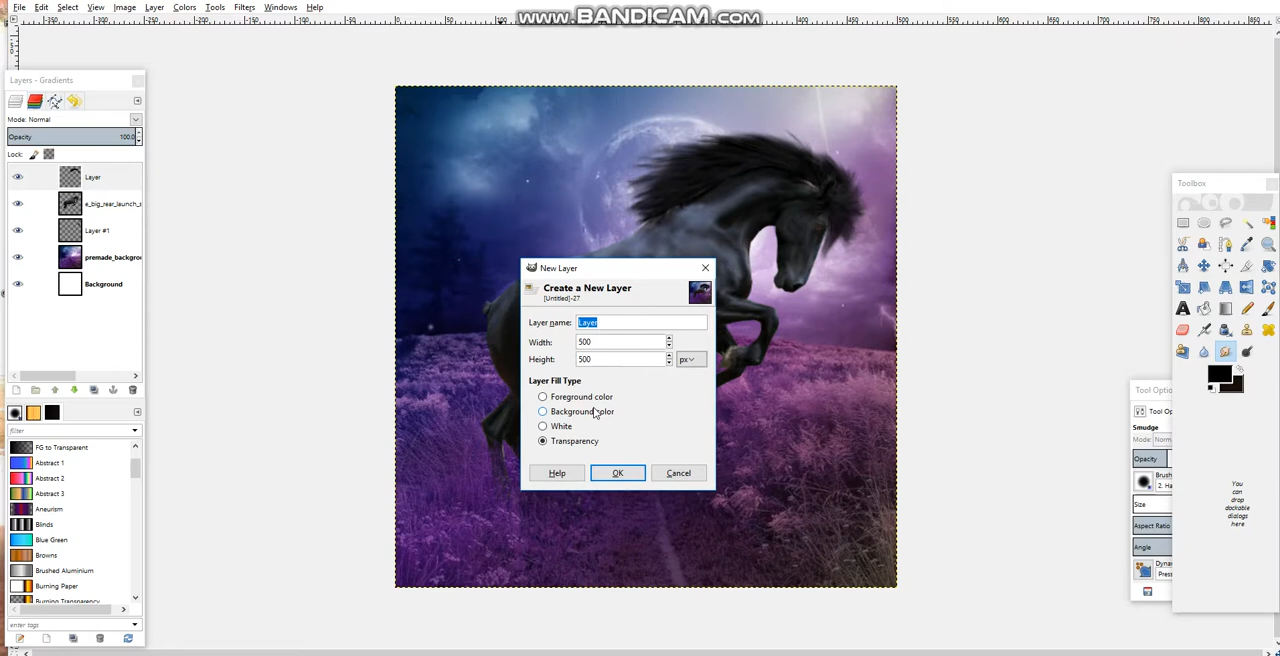 File Edit Select View Image Layer Colors Tools Filters Windows Help
www.BANDICAM.com
Layers - Gradients
Mode: Normal
Opacity 100.0
Lock:
Layer
e_big_rear_launch_s
Layer #1
premade_backgrou
Background
filter
FG to Transparent
Abstract 1
Abstract 2
Abstract 3
Aneurism
Blinds
Blue Green
Browns
Brushed Aluminium
Burning Paper
Burning Transparency
enter tags
New Layer
Create a New Layer
[Untitled]-27
Layer name: Layer
Width: 500
Height: 500 px
Layer Fill Type
Foreground color
Background color
White
Transparency
Help OK Cancel
Toolbox
Tool Optio
Tool Op
Smudge
Mode: Norm
Opacity
Brush
2. Ha
Size
Aspect Ratio
Angle
Dynam
Press
You
can
drop
dockable
dialogs
here